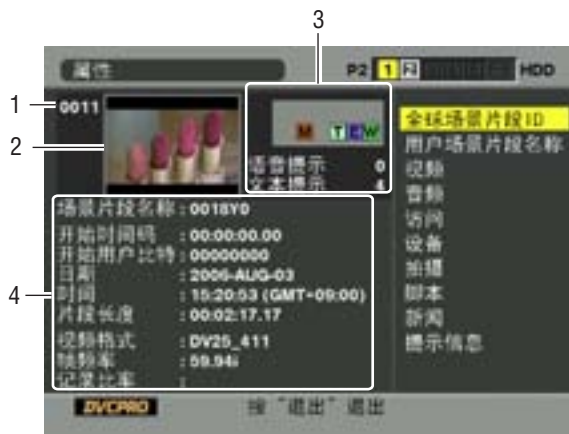 3
属性
P2 1 2 HDD
1
0011
2
M T E W
语音提示 0
文本提示 4
全球场景片段ID
用户场景片段名称
视频
音频
访问
设备
拍摄
脚本
新闻
提示信息
4
场景片段名称 : 0018Y0
开始时间码 : 00:00:00.00
开始用户比特 : 00000000
日期 : 2006-AUG-03
时间 : 15:20:53 (GMT+09:00)
片段长度 : 00:02:17.17
视频格式 : DV25_411
帧频率 : 59.94i
记录比率 :
DVCPRO
按 "退出" 退出